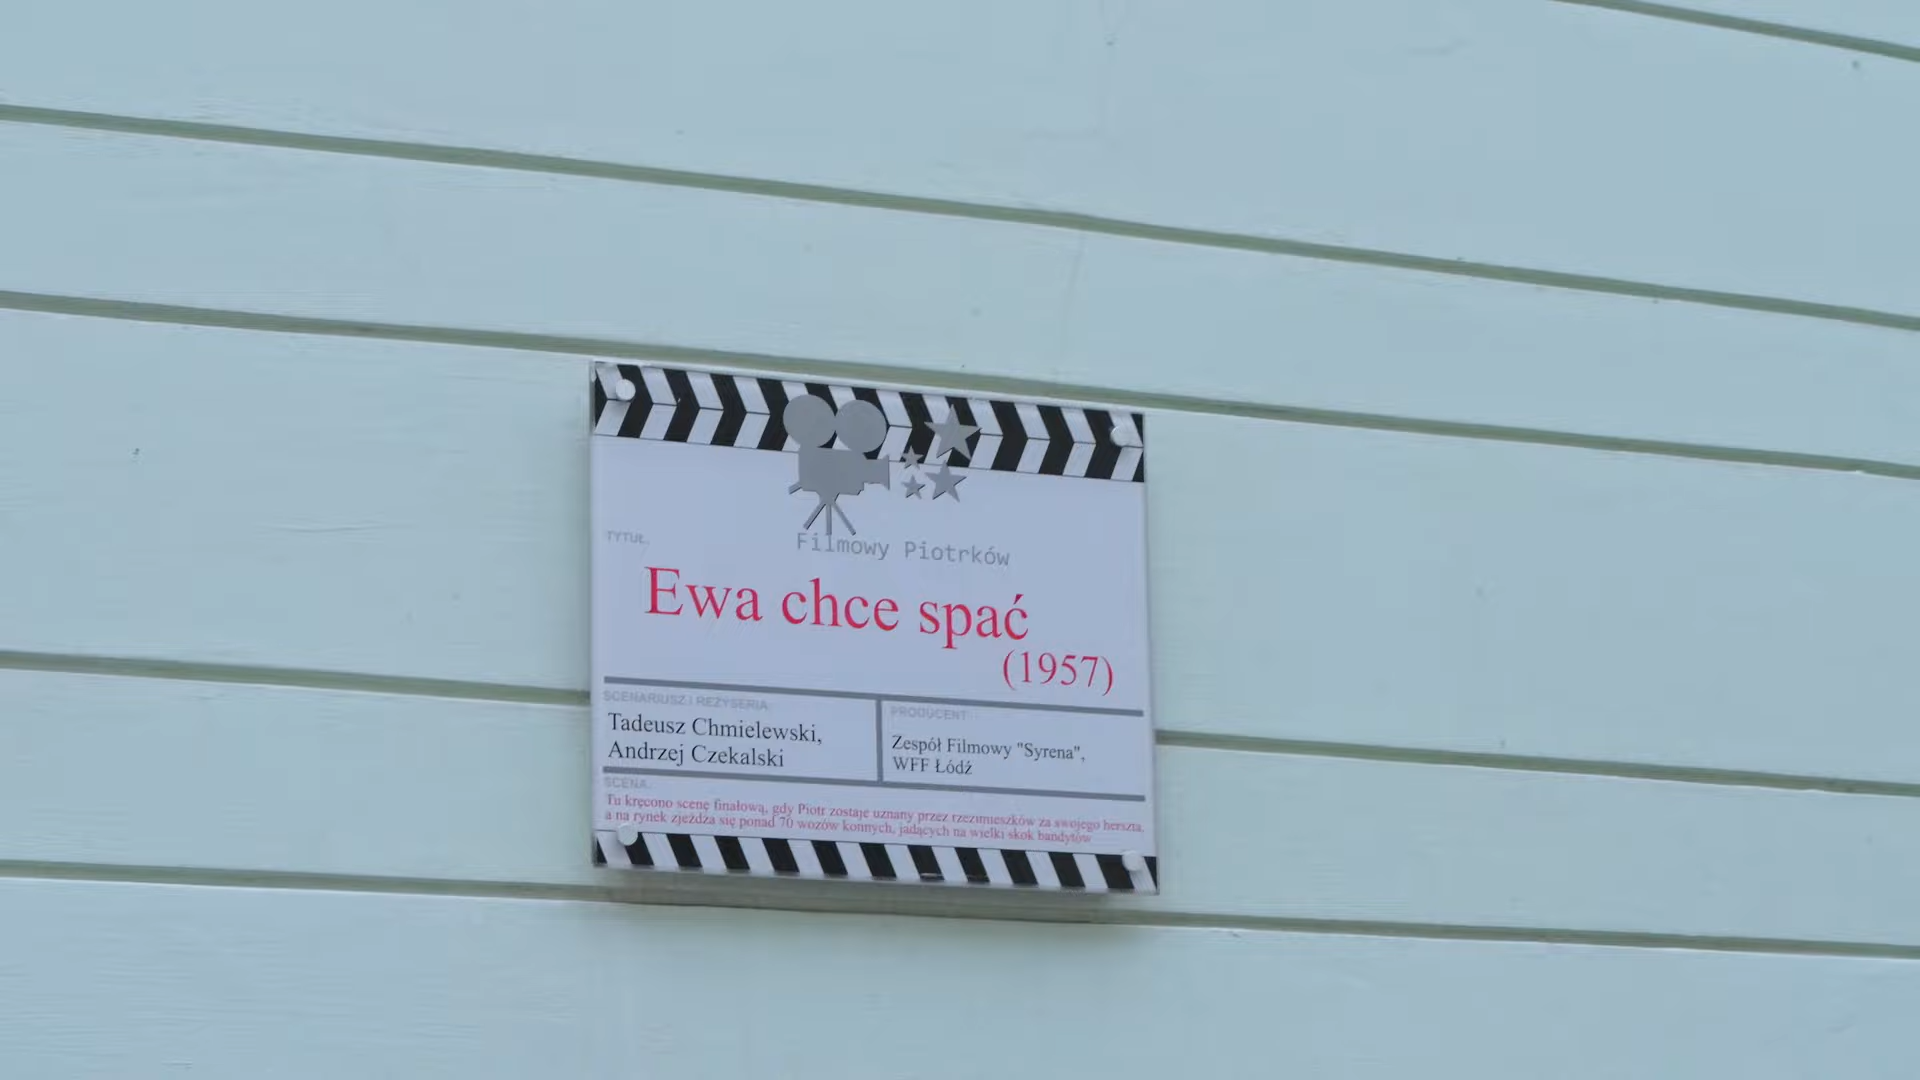 Filmowy Piotrków
TYTUŁ:
Ewa chce spać
(1957)
SCENARIUSZ I REŻYSERIA:
Tadeusz Chmielewski,
Andrzej Czekalski
PRODUCENT:
Zespół Filmowy "Syrena",
WFF Łódź
SCENA:
Tu kręcono scenę finałową, gdy Piotr zostaje uznany przez rzezimieszków za swojego herszta,
a na rynek zjeżdża się ponad 70 wozów konnych, jadących na wielki skok bandytów